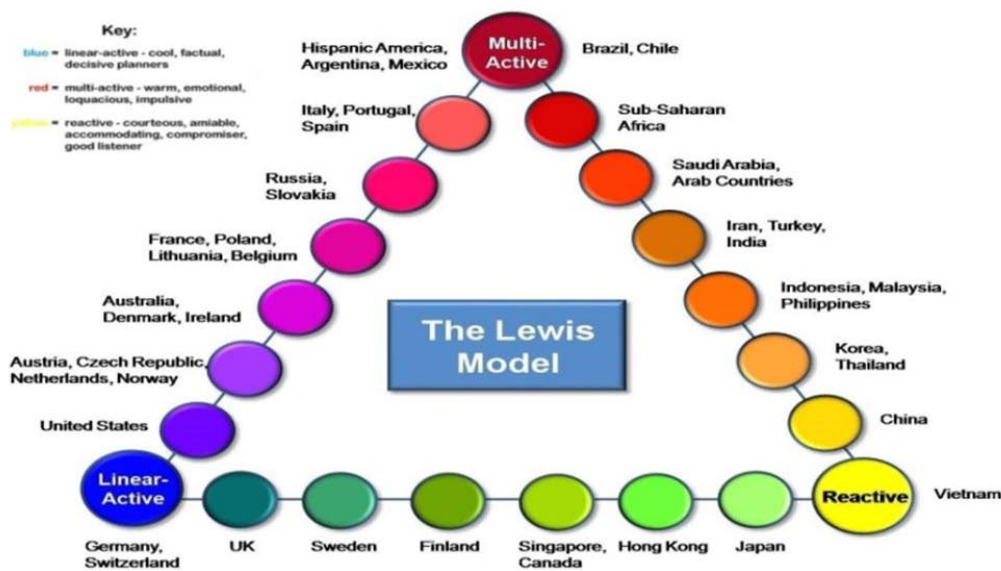 Key:
blue = linear-active - cool, factual,
decisive planners
red = multi-active - warm, emotional,
loquacious, impulsive
yellow = reactive - courteous, amiable,
accommodating, compromiser,
good listener
Hispanic America,
Argentina, Mexico
Multi-
Active
Brazil, Chile
Italy, Portugal,
Spain
Sub-Saharan
Africa
Russia,
Slovakia
Saudi Arabia,
Arab Countries
France, Poland,
Lithuania, Belgium
Iran, Turkey,
India
Australia,
Denmark, Ireland
Indonesia, Malaysia,
Philippines
The Lewis
Model
Austria, Czech Republic,
Netherlands, Norway
Korea,
Thailand
United States
China
Linear-
Active
Reactive
Vietnam
Germany,
Switzerland
UK
Sweden
Finland
Singapore,
Canada
Hong Kong
Japan